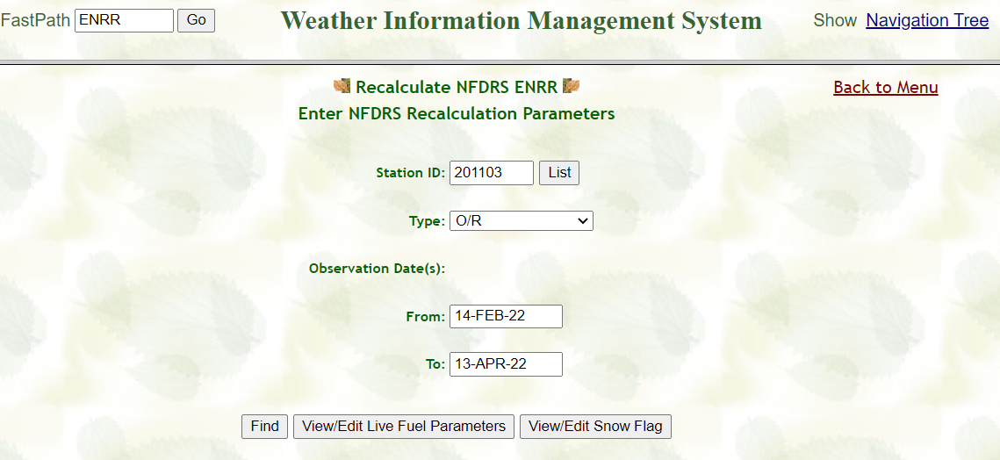 FastPath ENRR Go Weather Information Management System Show Navigation Tree
Recalculate NFDRS ENRR Back to Menu
Enter NFDRS Recalculation Parameters
Station ID: 201103 List
Type: O/R
Observation Date(s):
From: 14-FEB-22
To: 13-APR-22
Find View/Edit Live Fuel Parameters View/Edit Snow Flag